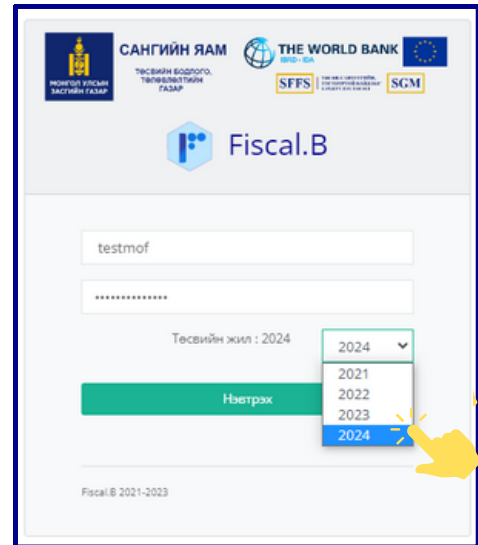 МОНГОЛ УЛСЫН
ЗАСГИЙН ГАЗАР
САНГИЙН ЯАМ
ТӨСВИЙН БОДЛОГО,
ТӨЛӨВЛӨЛТИЙН
ГАЗАР
THE WORLD BANK
IBRD • IDA
SFFS
SGM
Fiscal.B
testmof
••••••••••••••
Төсвийн жил : 2024
2024
2021
2022
2023
2024
Нэвтрэх
Fiscal.B 2021-2023